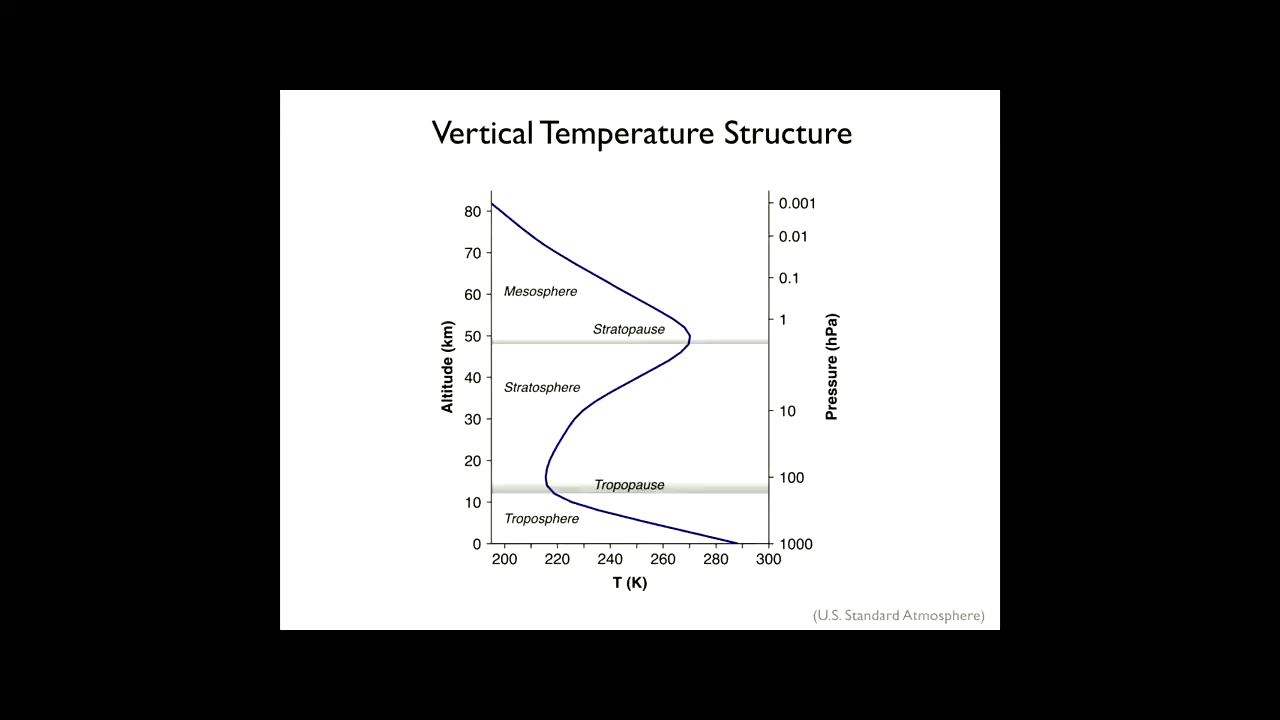 Vertical Temperature Structure
80
70
60
50
40
30
20
10
0
Altitude (km)
0.001
0.01
0.1
1
10
100
1000
Pressure (hPa)
Mesosphere
Stratopause
Stratosphere
Tropopause
Troposphere
200 220 240 260 280 300
T (K)
(U.S. Standard Atmosphere)